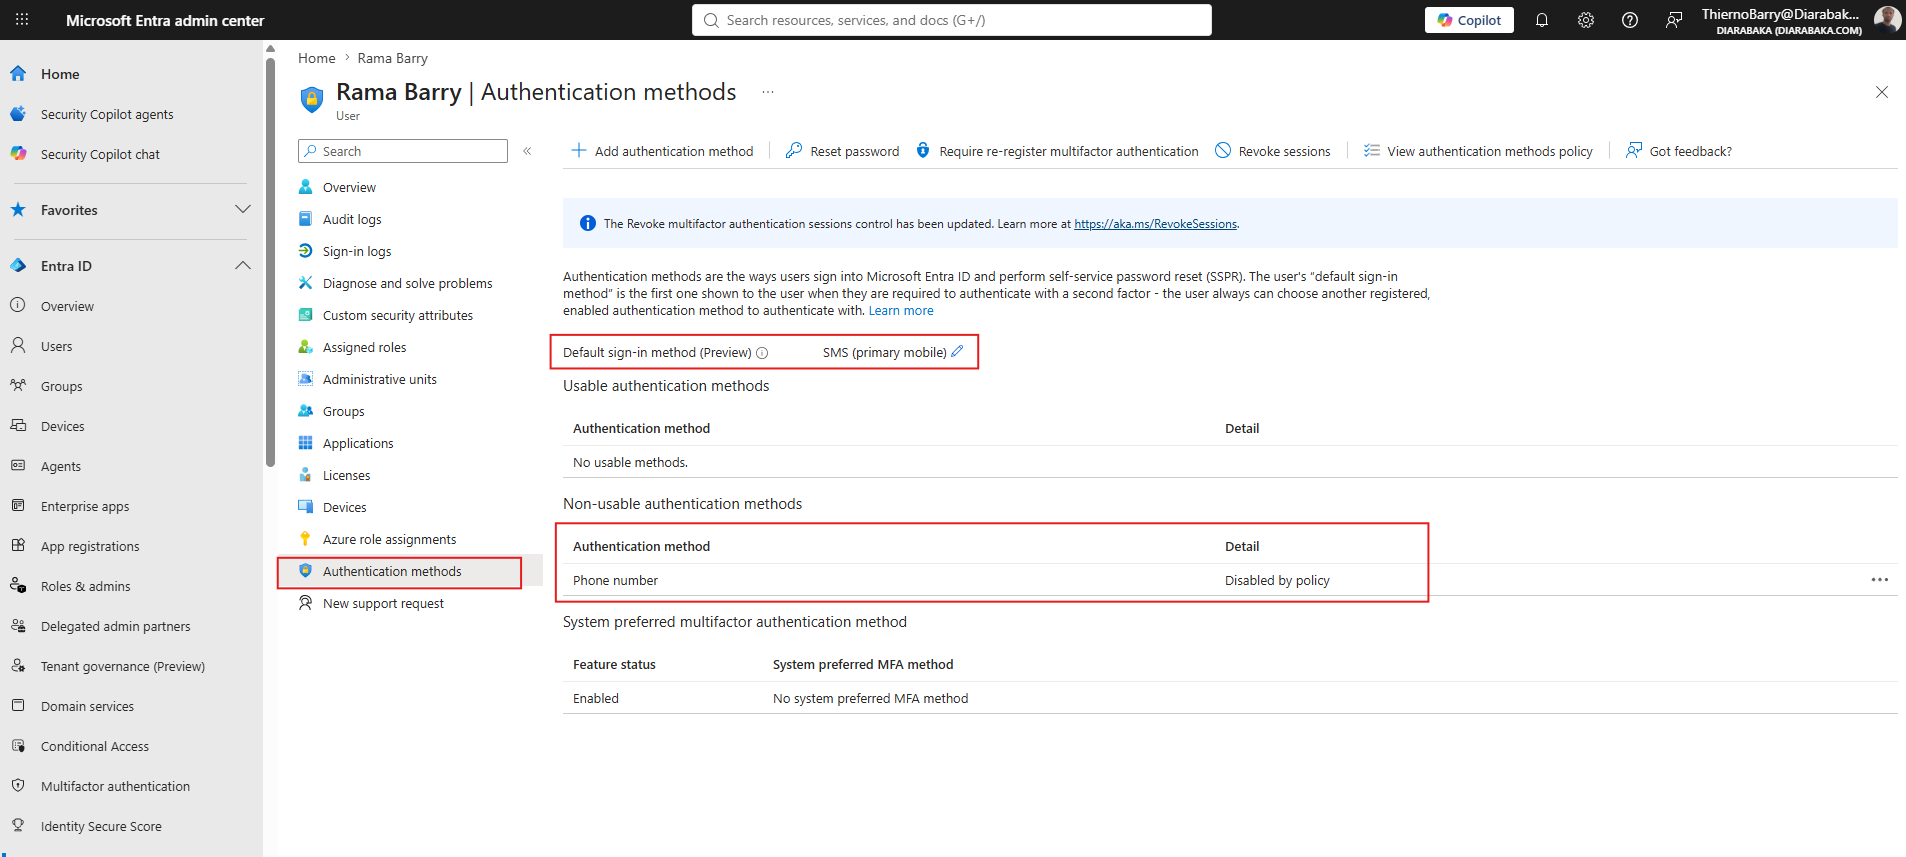 Microsoft Entra admin center
Search resources, services, and docs (G+/)
Copilot
ThiernoBarry@Diarabak...
DIARABAKA (DIARABAKA.COM)
Home
Security Copilot agents
Security Copilot chat
Favorites
Entra ID
Overview
Users
Groups
Devices
Agents
Enterprise apps
App registrations
Roles & admins
Delegated admin partners
Tenant governance (Preview)
Domain services
Conditional Access
Multifactor authentication
Identity Secure Score
Home > Rama Barry
Rama Barry | Authentication methods ...
User
Search
Overview
Audit logs
Sign-in logs
Diagnose and solve problems
Custom security attributes
Assigned roles
Administrative units
Groups
Applications
Licenses
Devices
Azure role assignments
Authentication methods
New support request
Add authentication method
Reset password
Require re-register multifactor authentication
Revoke sessions
View authentication methods policy
Got feedback?
The Revoke multifactor authentication sessions control has been updated. Learn more at https://aka.ms/RevokeSessions.
Authentication methods are the ways users sign into Microsoft Entra ID and perform self-service password reset (SSPR). The user's "default sign-in
method" is the first one shown to the user when they are required to authenticate with a second factor - the user always can choose another registered,
enabled authentication method to authenticate with. Learn more
Default sign-in method (Preview) SMS (primary mobile)
Usable authentication methods
Authentication method Detail
No usable methods.
Non-usable authentication methods
Authentication method Detail
Phone number Disabled by policy
System preferred multifactor authentication method
Feature status System preferred MFA method
Enabled No system preferred MFA method